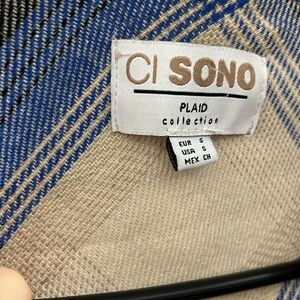 CI SONO
PLAID
collection
EUR S
USA S
MEX CH